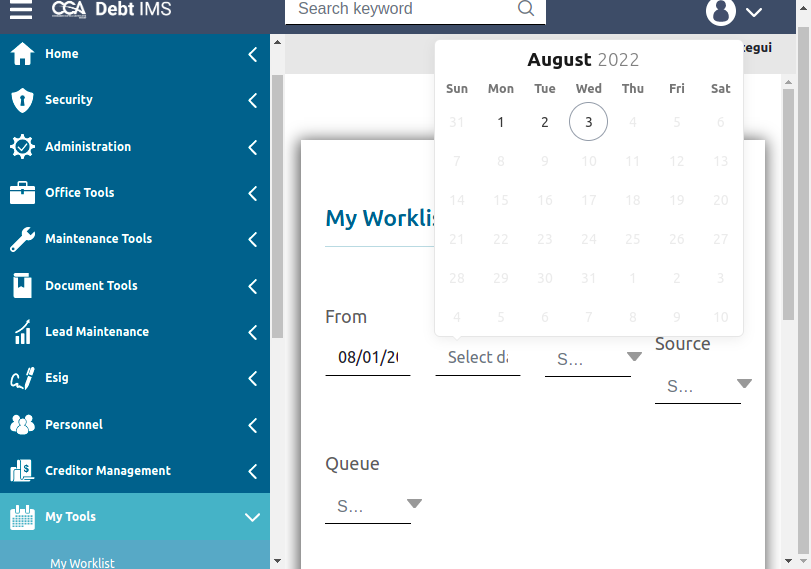 CGA Debt IMS
Search keyword
Home
Security
Administration
Office Tools
Maintenance Tools
Document Tools
Lead Maintenance
Esig
Personnel
Creditor Management
My Tools
My Worklist
tegui
August 2022
Sun Mon Tue Wed Thu Fri Sat
31 1 2 3 4 5 6
7 8 9 10 11 12 13
14 15 16 17 18 19 20
21 22 23 24 25 26 27
28 29 30 31 1 2 3
4 5 6 7 8 9 10
My Workli
From
08/01/20
Select da
S...
Source
S...
Queue
S...